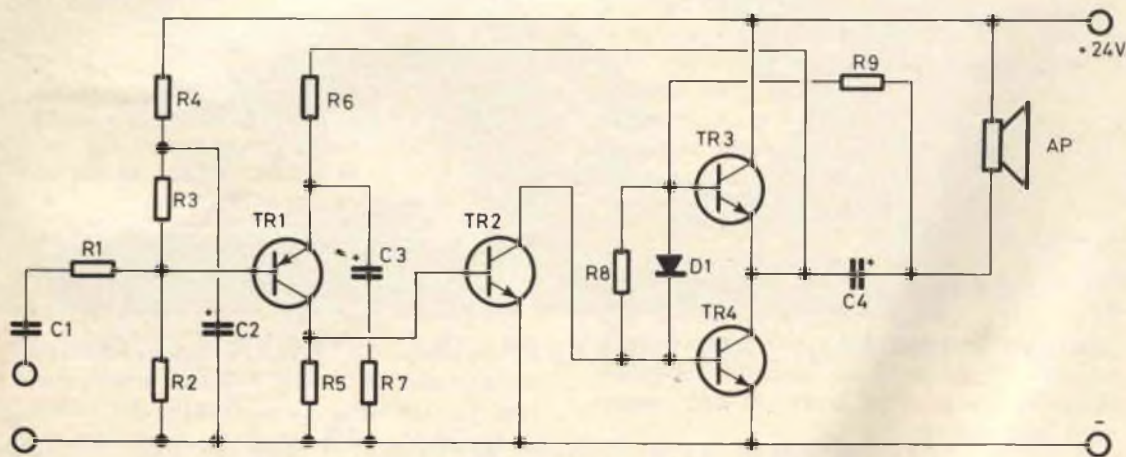 + 24V
R9
R4
R6
AP
TR3
R3
TR1
TR2
R1
C3
R8
D1
C4
C1
C2
TR4
R2
R5
R7
-